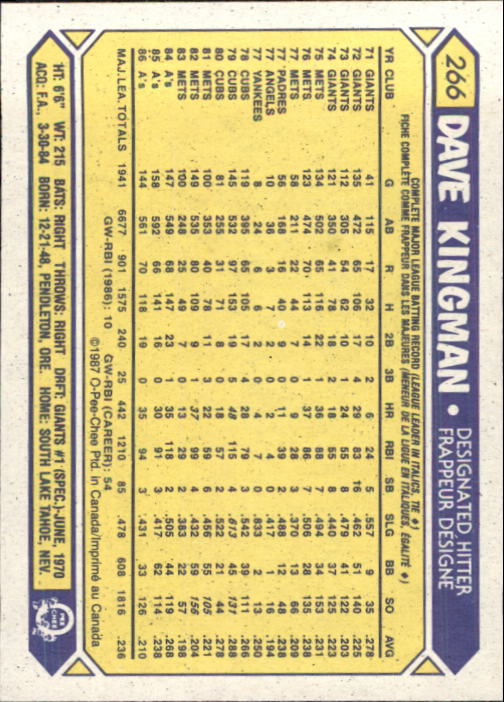 266 DAVE KINGMAN • DESIGNATED HITTER
FRAPPEUR DÉSIGNÉ
COMPLETE MAJOR LEAGUE BATTING RECORD (LEAGUE LEADER IN ITALICS, TIE ♦)
FICHE COMPLÈTE COMME FRAPPEUR DANS LES MAJEURES (MENEUR DE LA LIGUE EN ITALIQUES, ÉGALITÉ ♦)
YR CLUB G AB R H 2B 3B HR RBI SB SLG BB SO AVG
71 GIANTS 41 115 17 32 10 2 6 24 5 .557 9 35 .278
72 GIANTS 135 472 65 106 17 4 29 83 16 .462 51 140 .225
73 GIANTS 112 305 54 62 10 1 24 55 8 .479 41 122 .203
74 GIANTS 121 350 41 78 18 2 18 55 8 .440 37 125 .223
75 METS 134 502 65 116 22 1 36 88 7 .494 34 153 .231
76 METS 123 474 70 113 14 1 37 86 7 .506 28 135 .238
77 METS 58 211 22 44 7 0 9 28 3 .370 13 66 .209
77 PADRES 56 168 16 40 9 0 11 39 2 .488 12 48 .238
77 ANGELS 10 36 3 7 2 0 2 4 0 .417 1 16 .194
77 YANKEES 8 24 6 6 2 0 4 7 0 .833 2 13 .250
78 CUBS 119 395 65 105 17 4 28 79 3 .542 39 111 .266
79 CUBS 145 532 97 153 19 5 48 115 4 .613 45 131 .288
80 CUBS 81 255 31 71 8 0 18 57 2 .522 21 44 .278
81 METS 100 353 40 78 11 3 22 59 6 .456 55 105 .221
82 METS 149 535 80 109 9 1 37 99 4 .432 59 156 .204
83 METS 100 248 25 49 7 0 13 29 2 .383 22 57 .198
84 A's 147 549 68 147 23 1 35 118 2 .505 44 119 .268
85 A's 158 592 66 141 16 0 30 91 3 .417 62 114 .238
86 A's 144 561 70 118 19 0 35 94 3 .431 33 126 .210
MAJ. LEA. TOTALS 1941 6677 901 1575 240 25 442 1210 85 .478 608 1816 .236
GW-RBI (1986): 10 GW-RBI (CAREER): 54
©1987 O-Pee-Chee Ptd. in Canada/Imprimé au Canada
HT: 6'6" WT: 215 BATS: RIGHT THROWS: RIGHT DRFT: GIANTS #1 (SPEC.)-JUNE, 1970
ACQ: F.A., 3-30-84 BORN: 12-21-48, PENDLETON, ORE. HOME: SOUTH LAKE TAHOE, NEV.
O
PEE
CHEE